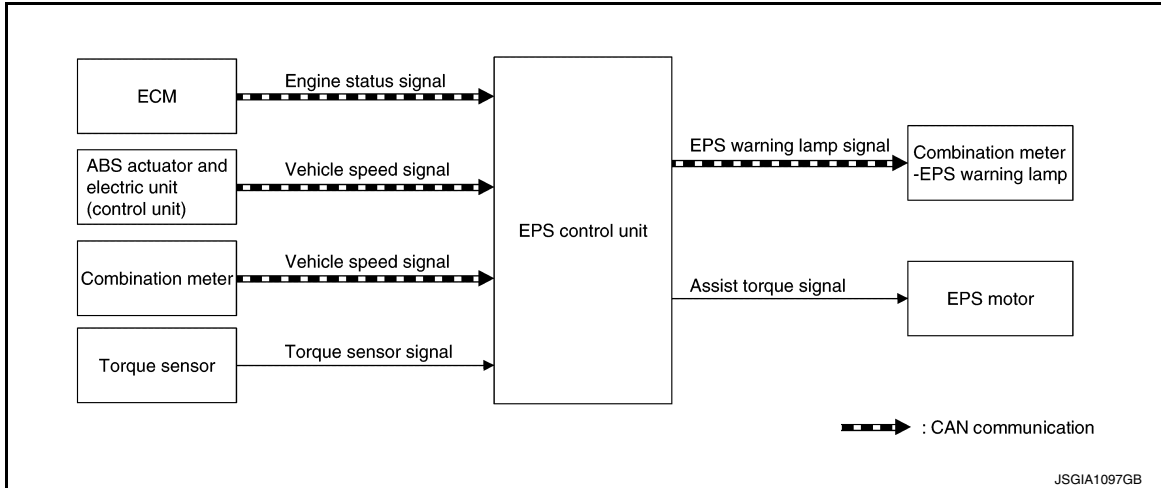 ECM
Engine status signal
ABS actuator and
electric unit
(control unit)
Vehicle speed signal
Combination meter
Vehicle speed signal
Torque sensor
Torque sensor signal
EPS control unit
EPS warning lamp signal
Combination meter
-EPS warning lamp
Assist torque signal
EPS motor
: CAN communication
JSGIA1097GB